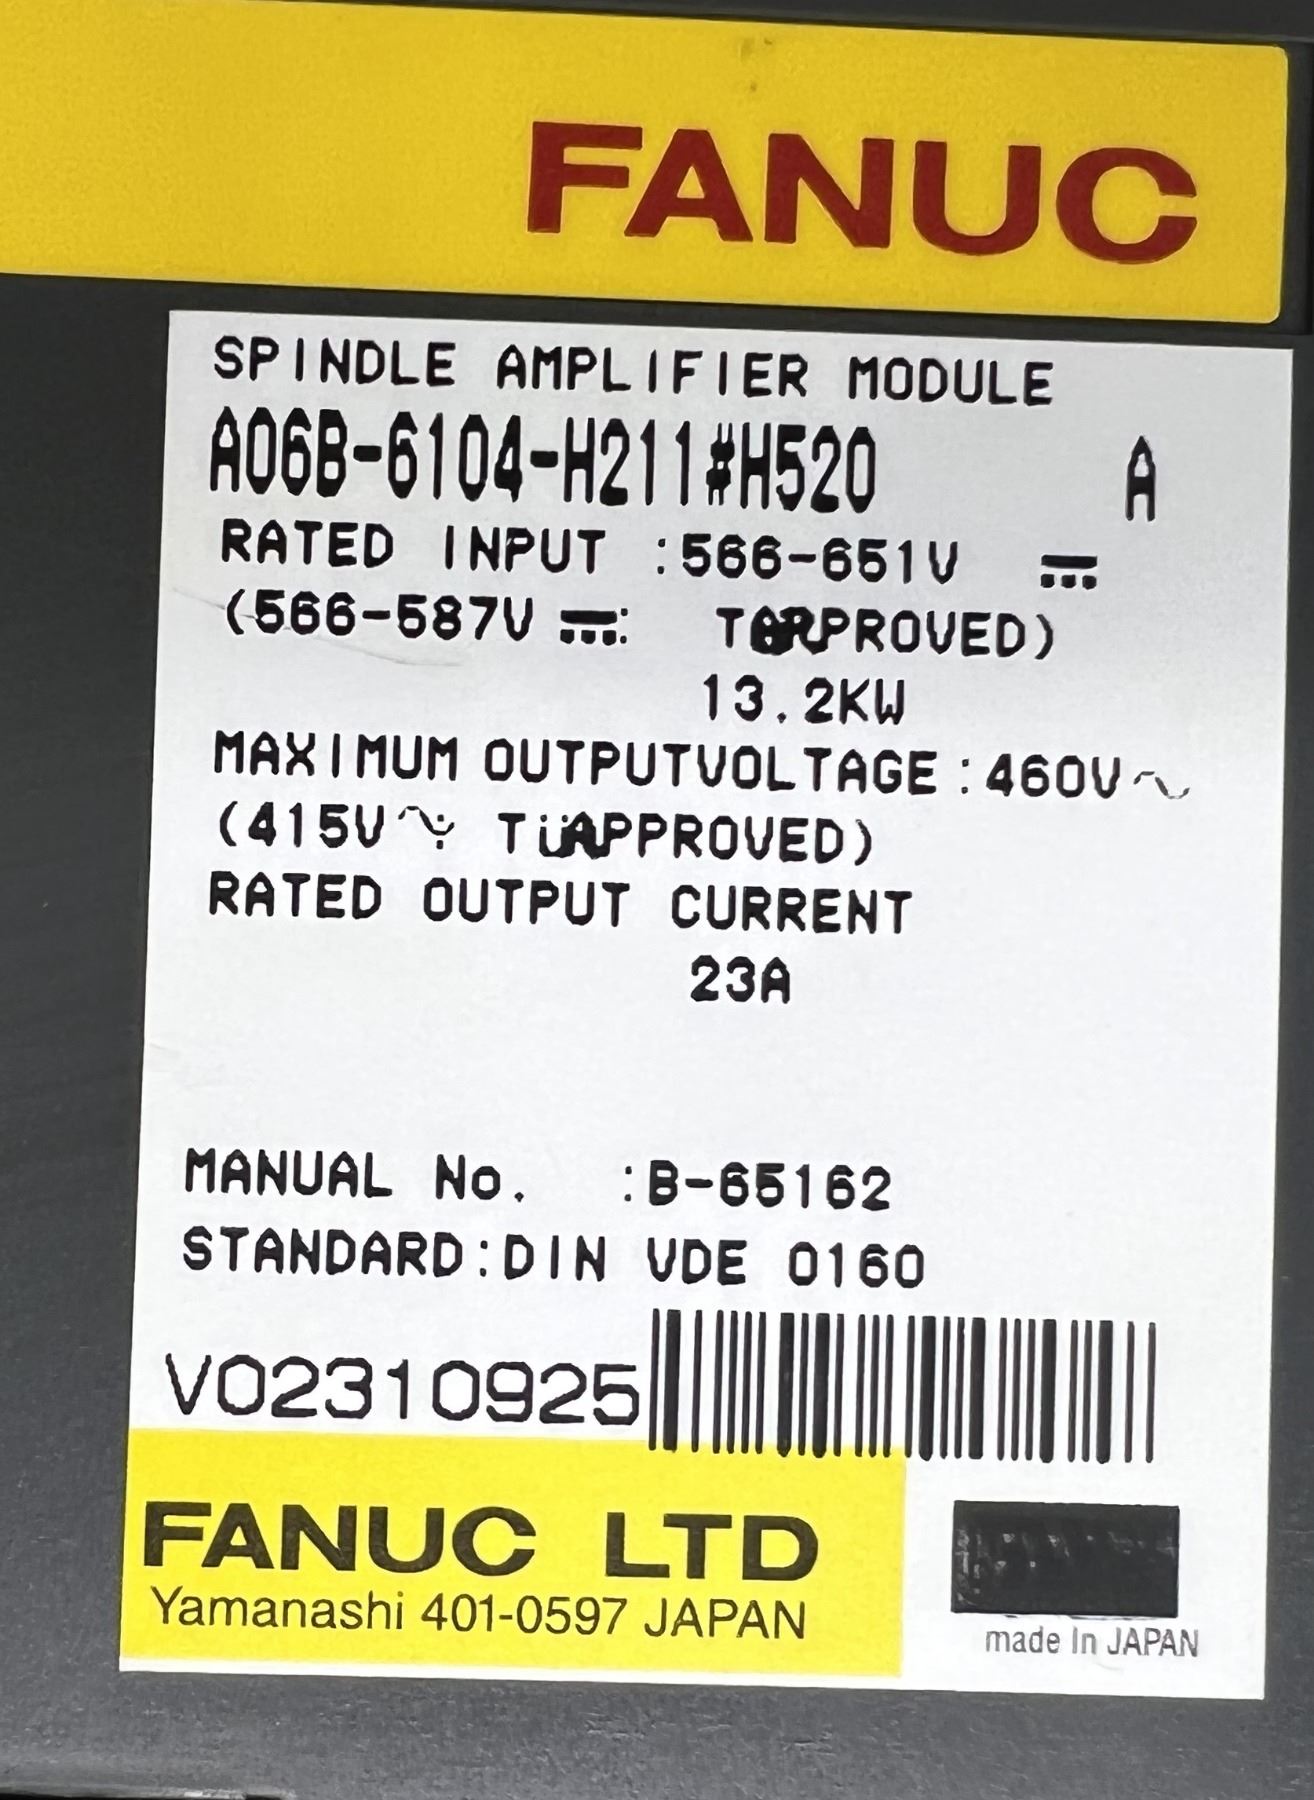 FANUC
SPINDLE AMPLIFIER MODULE
A06B-6104-H211#H520 A
RATED INPUT :566-651V ⎓
(566-587V ⎓: PROVED)
13.2KW
MAXIMUM OUTPUTVOLTAGE:460V~
(415V~ TÜAPPROVED)
RATED OUTPUT CURRENT
23A
MANUAL No. :B-65162
STANDARD:DIN VDE 0160
V02310925
FANUC LTD
Yamanashi 401-0597 JAPAN
made In JAPAN